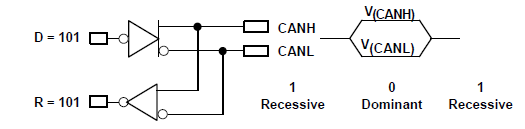 V(CANH)
D = 101
CANH
CANL
V(CANL)
R = 101
1 0 1
Recessive Dominant Recessive